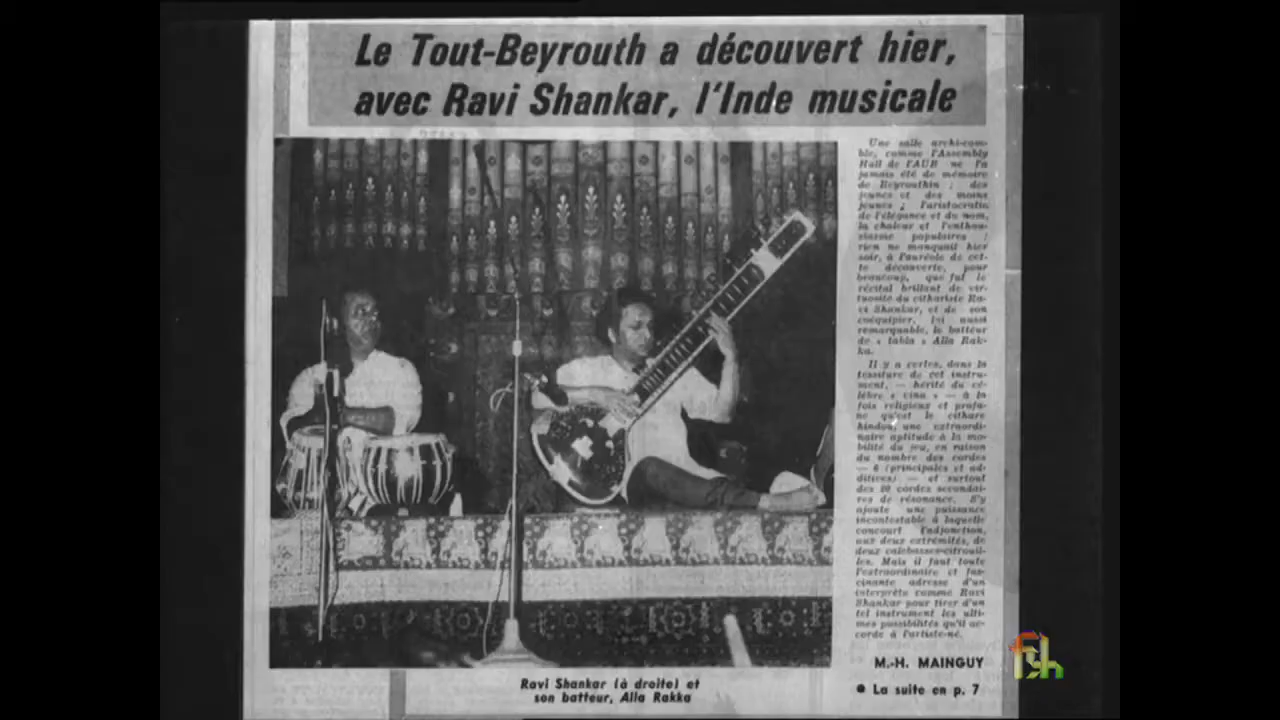 Le Tout-Beyrouth a découvert hier,
avec Ravi Shankar, l'Inde musicale
Une salle archi-com-
ble, comme l'Assembly
Hall de l'AUB ne l'a
jamais été de mémoire
de Beyrouthin ; des
jeunes et des moins
jeunes ; l'aristocratie
de l'élégance et du nom,
la chaleur et l'enthou-
siasme populaires ;
rien ne manquait hier
soir, à l'auréole de cet-
te découverte, pour
beaucoup, que fut le
récital brillant de vir-
tuosité du cithariste Ra-
vi Shankar, et de son
coéquipier, lui aussi
remarquable, le batteur
de « tabla » Alla Rak-
ka.
Il y a certes, dans la
tessiture de cet instru-
ment, — hérité du cé-
lèbre « vina » — à la
fois religieux et profa-
ne qu'est le cithare
hindou, une extraordi-
naire aptitude à la mo-
bilité du jeu, en raison
du nombre des cordes
— 6 (principales et ad-
ditives) — et surtout
des 20 cordes secondai-
res de résonance. S'y
ajoute une puissance
incontestable à laquelle
concourt l'adjonction,
aux deux extrémités, de
deux calebasses-citrouil-
les. Mais il faut toute
l'extraordinaire et fas-
cinante adresse d'un
interprète comme Ravi
Shankar pour tirer d'un
tel instrument les ulti-
mes possibilités qu'il ac-
corde à l'artiste-né.
M.-H. MAINGUY
● La suite en p. 7
Ravi Shankar (à droite) et
son batteur, Alla Rakka